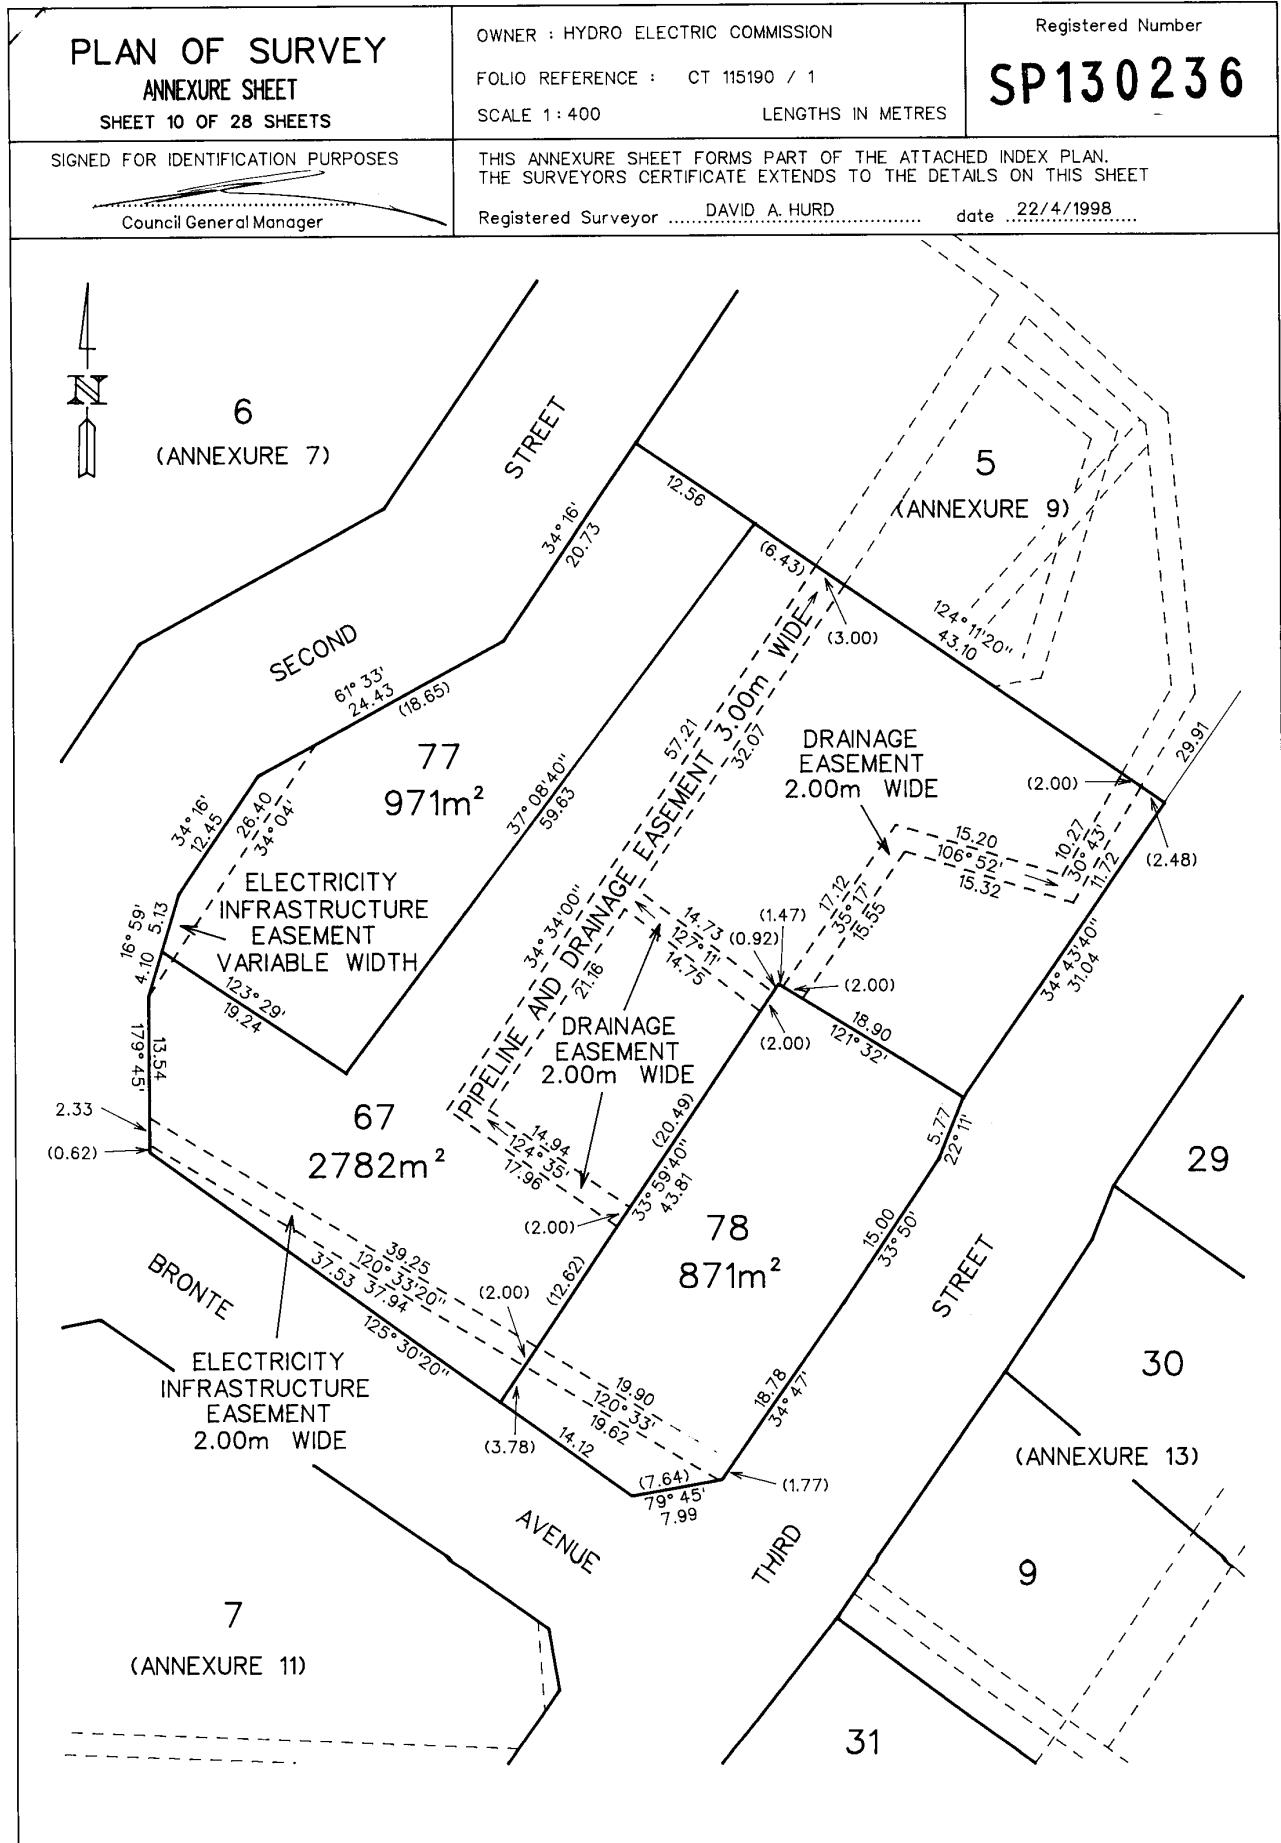 PLAN OF SURVEY
ANNEXURE SHEET
SHEET 10 OF 28 SHEETS
OWNER : HYDRO ELECTRIC COMMISSION
FOLIO REFERENCE : CT 115190 / 1
SCALE 1 : 400 LENGTHS IN METRES
Registered Number
SP130236
SIGNED FOR IDENTIFICATION PURPOSES
Council General Manager
THIS ANNEXURE SHEET FORMS PART OF THE ATTACHED INDEX PLAN.
THE SURVEYORS CERTIFICATE EXTENDS TO THE DETAILS ON THIS SHEET
Registered Surveyor DAVID A. HURD date 22/4/1998
N
6
(ANNEXURE 7)
STREET
SECOND
5
(ANNEXURE 9)
12.56
(6.43)
(3.00)
34° 16'
20.73
124° 11'20"
43.10
61° 33'
24.43
(18.65)
77
971m²
37° 08'40"
59.63
57.21
32.07
PIPELINE AND DRAINAGE EASEMENT 3.00m WIDE
34° 34'00"
21.16
DRAINAGE
EASEMENT
2.00m WIDE
29.91
(2.00)
(2.48)
15.20
106° 52'
15.32
10.27
30° 43'
11.72
17.12
35° 17'
15.55
34° 16'
12.45
26.40
34° 04'
ELECTRICITY
INFRASTRUCTURE
EASEMENT
VARIABLE WIDTH
16° 59'
5.13
4.10
123° 29'
19.24
14.73
127° 11'
14.75
(1.47)
(0.92)
(2.00)
(2.00)
34° 43'40"
31.04
18.90
121° 32'
DRAINAGE
EASEMENT
2.00m WIDE
179° 45'
13.54
2.33
(0.62)
67
2782m²
14.94
124° 35'
17.96
(20.49)
33° 59'40"
43.81
(2.00)
5.77
22° 11'
29
78
871m²
15.00
33° 50'
STREET
39.25
120° 33'20"
37.53 37.94
125° 30'20"
(2.00)
(12.62)
BRONTE
ELECTRICITY
INFRASTRUCTURE
EASEMENT
2.00m WIDE
30
19.90
120° 33'
19.62
18.78
34° 47'
(3.78)
14.12
(7.64)
79° 45'
7.99
(1.77)
(ANNEXURE 13)
AVENUE
THIRD
9
7
(ANNEXURE 11)
31